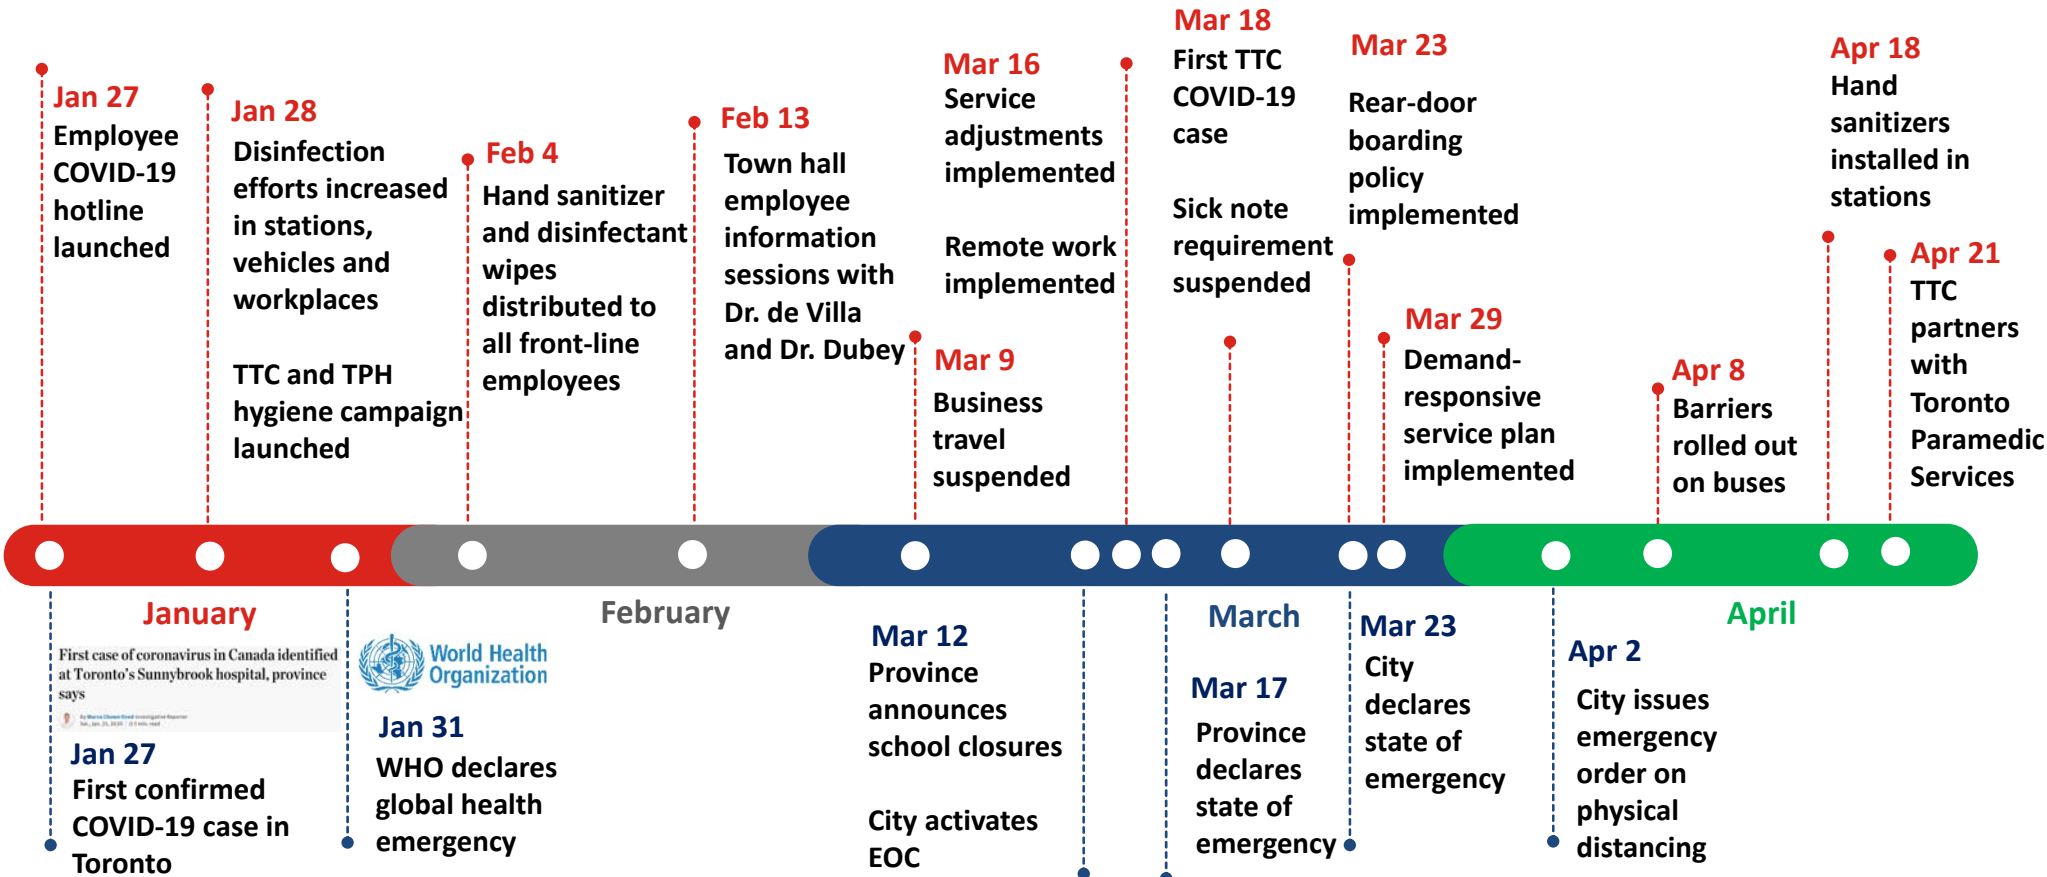 Jan 27
Employee
COVID-19
hotline
launched
Jan 28
Disinfection
efforts increased
in stations,
vehicles and
workplaces
TTC and TPH
hygiene campaign
launched
Feb 4
Hand sanitizer
and disinfectant
wipes
distributed to
all front-line
employees
Feb 13
Town hall
employee
information
sessions with
Dr. de Villa
and Dr. Dubey
Mar 9
Business
travel
suspended
Mar 16
Service
adjustments
implemented
Remote work
implemented
Mar 18
First TTC
COVID-19
case
Sick note
requirement
suspended
Mar 23
Rear-door
boarding
policy
implemented
Mar 29
Demand-
responsive
service plan
implemented
Apr 8
Barriers
rolled out
on buses
Apr 18
Hand
sanitizers
installed in
stations
Apr 21
TTC
partners
with
Toronto
Paramedic
Services
January
February
March
April
First case of coronavirus in Canada identified
at Toronto's Sunnybrook hospital, province
says
Jan 27
First confirmed
COVID-19 case in
Toronto
World Health
Organization
Jan 31
WHO declares
global health
emergency
Mar 12
Province
announces
school closures
City activates
EOC
Mar 17
Province
declares
state of
emergency
Mar 23
City
declares
state of
emergency
Apr 2
City issues
emergency
order on
physical
distancing